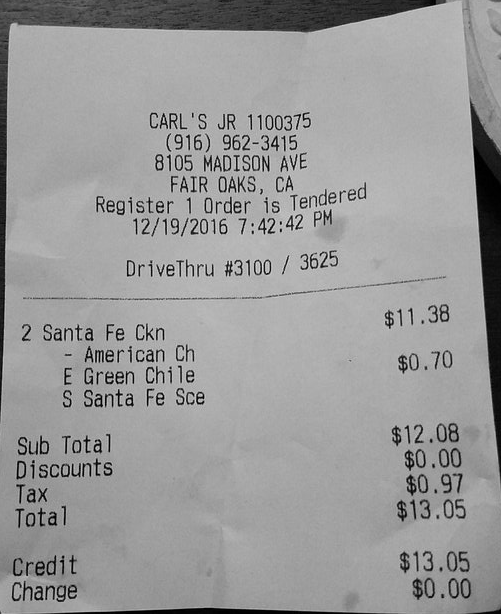 CARL'S JR 1100375
(916) 962-3415
8105 MADISON AVE
FAIR OAKS, CA
Register 1 Order is Tendered
12/19/2016 7:42:42 PM
DriveThru #3100 / 3625
2 Santa Fe Ckn $11.38
- American Ch
E Green Chile $0.70
S Santa Fe Sce
Sub Total $12.08
Discounts $0.00
Tax $0.97
Total $13.05
Credit $13.05
Change $0.00